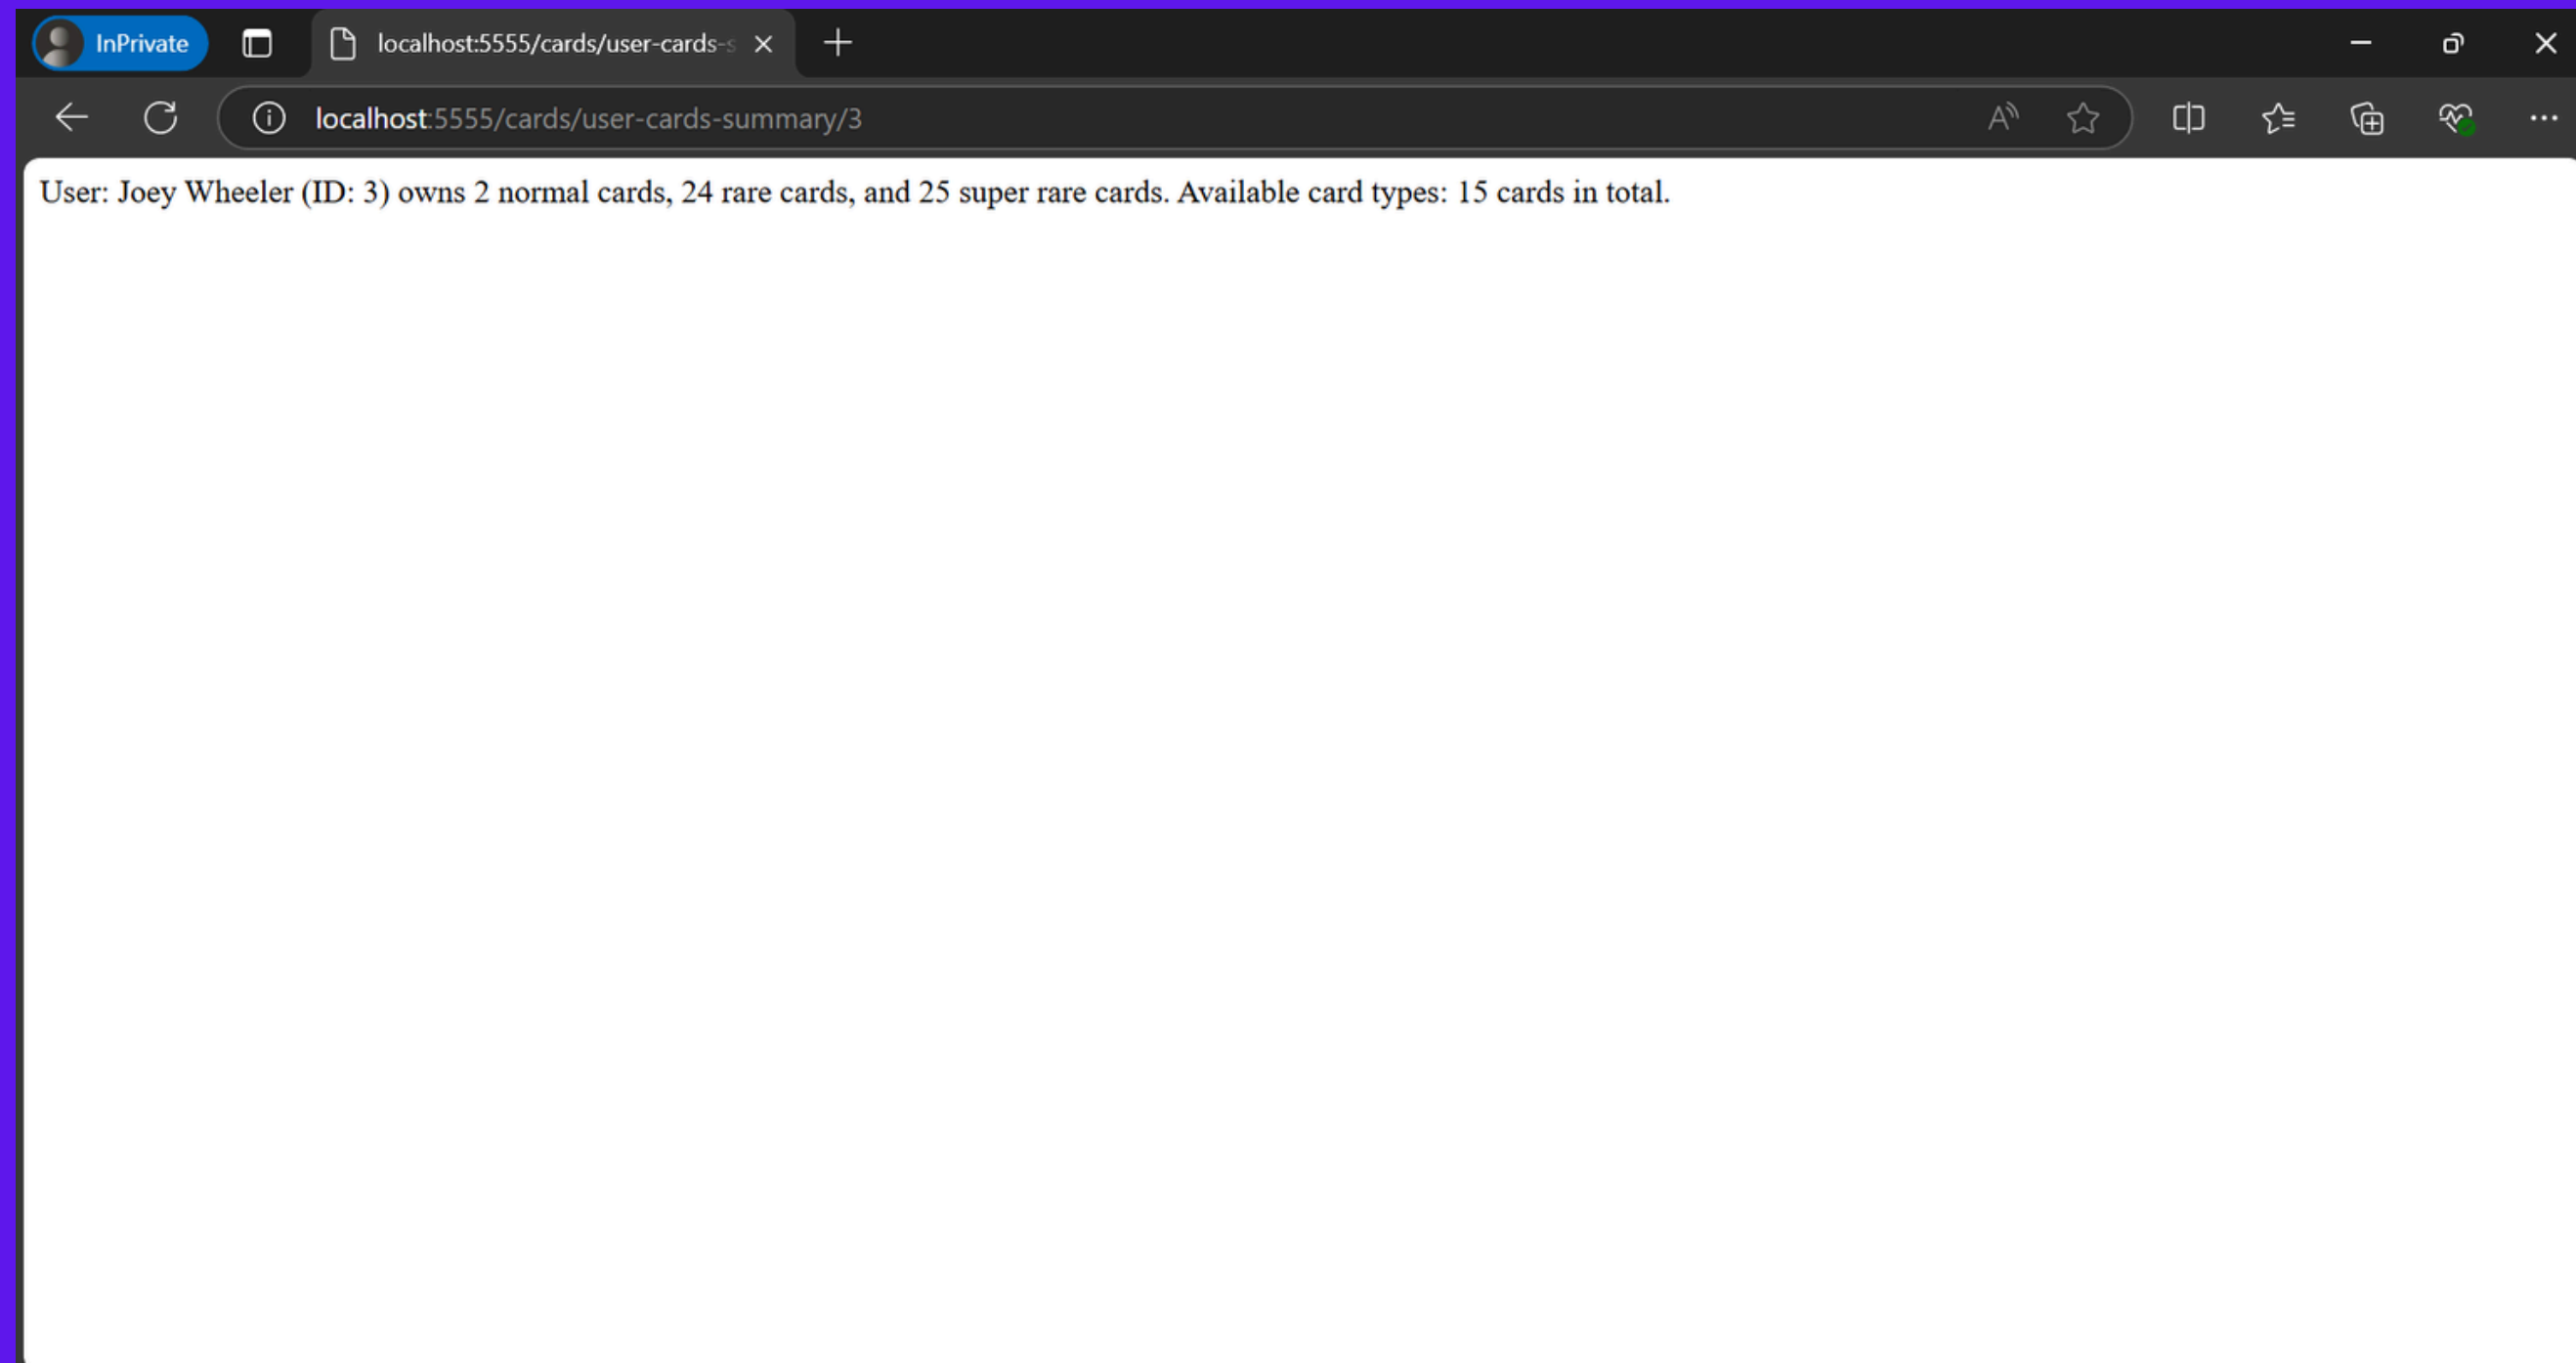 InPrivate
localhost:5555/cards/user-cards-s
localhost:5555/cards/user-cards-summary/3
User: Joey Wheeler (ID: 3) owns 2 normal cards, 24 rare cards, and 25 super rare cards. Available card types: 15 cards in total.